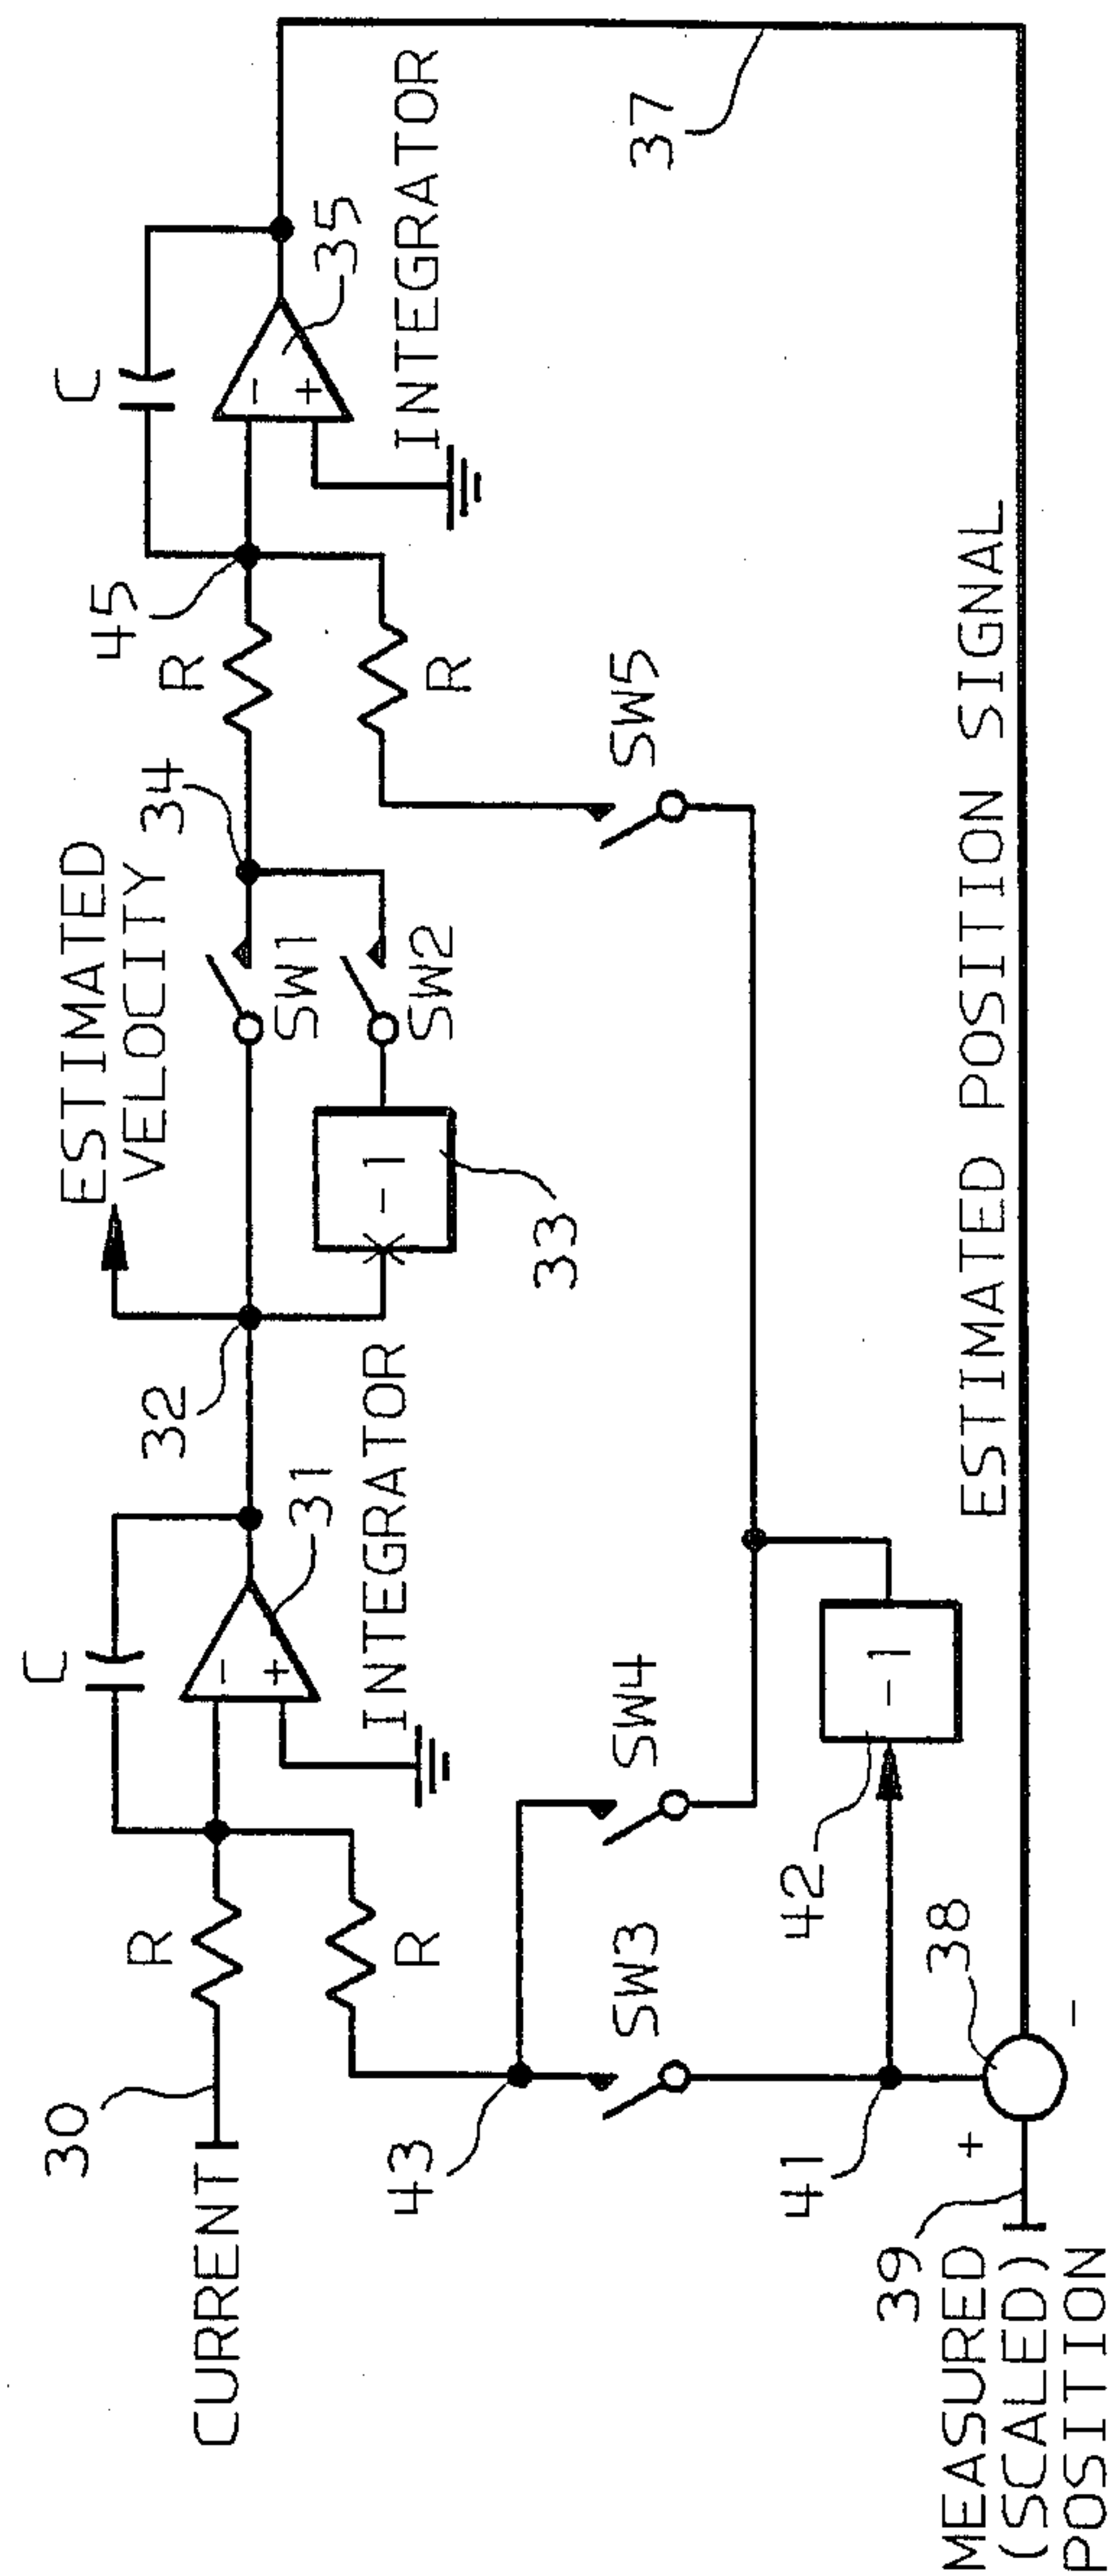 ESTIMATED
VELOCITY
C
C
45
34
R
32
R
30
CURRENT
-
+
31
INTEGRATOR
-1
33
SW1
SW2
R
-
+
35
INTEGRATOR
R
43
SW3
SW4
SW5
37
41
42
-1
ESTIMATED POSITION SIGNAL
39
+
38
-
MEASURED
(SCALED)
POSITION